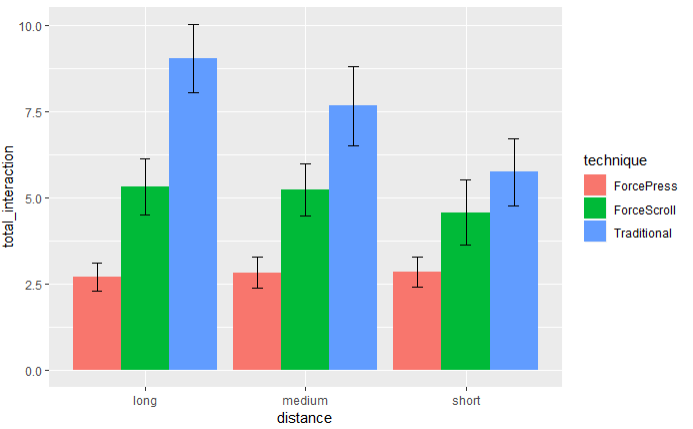 10.0
7.5
5.0
2.5
0.0
total_interaction
long medium short
distance
technique
ForcePress
ForceScroll
Traditional